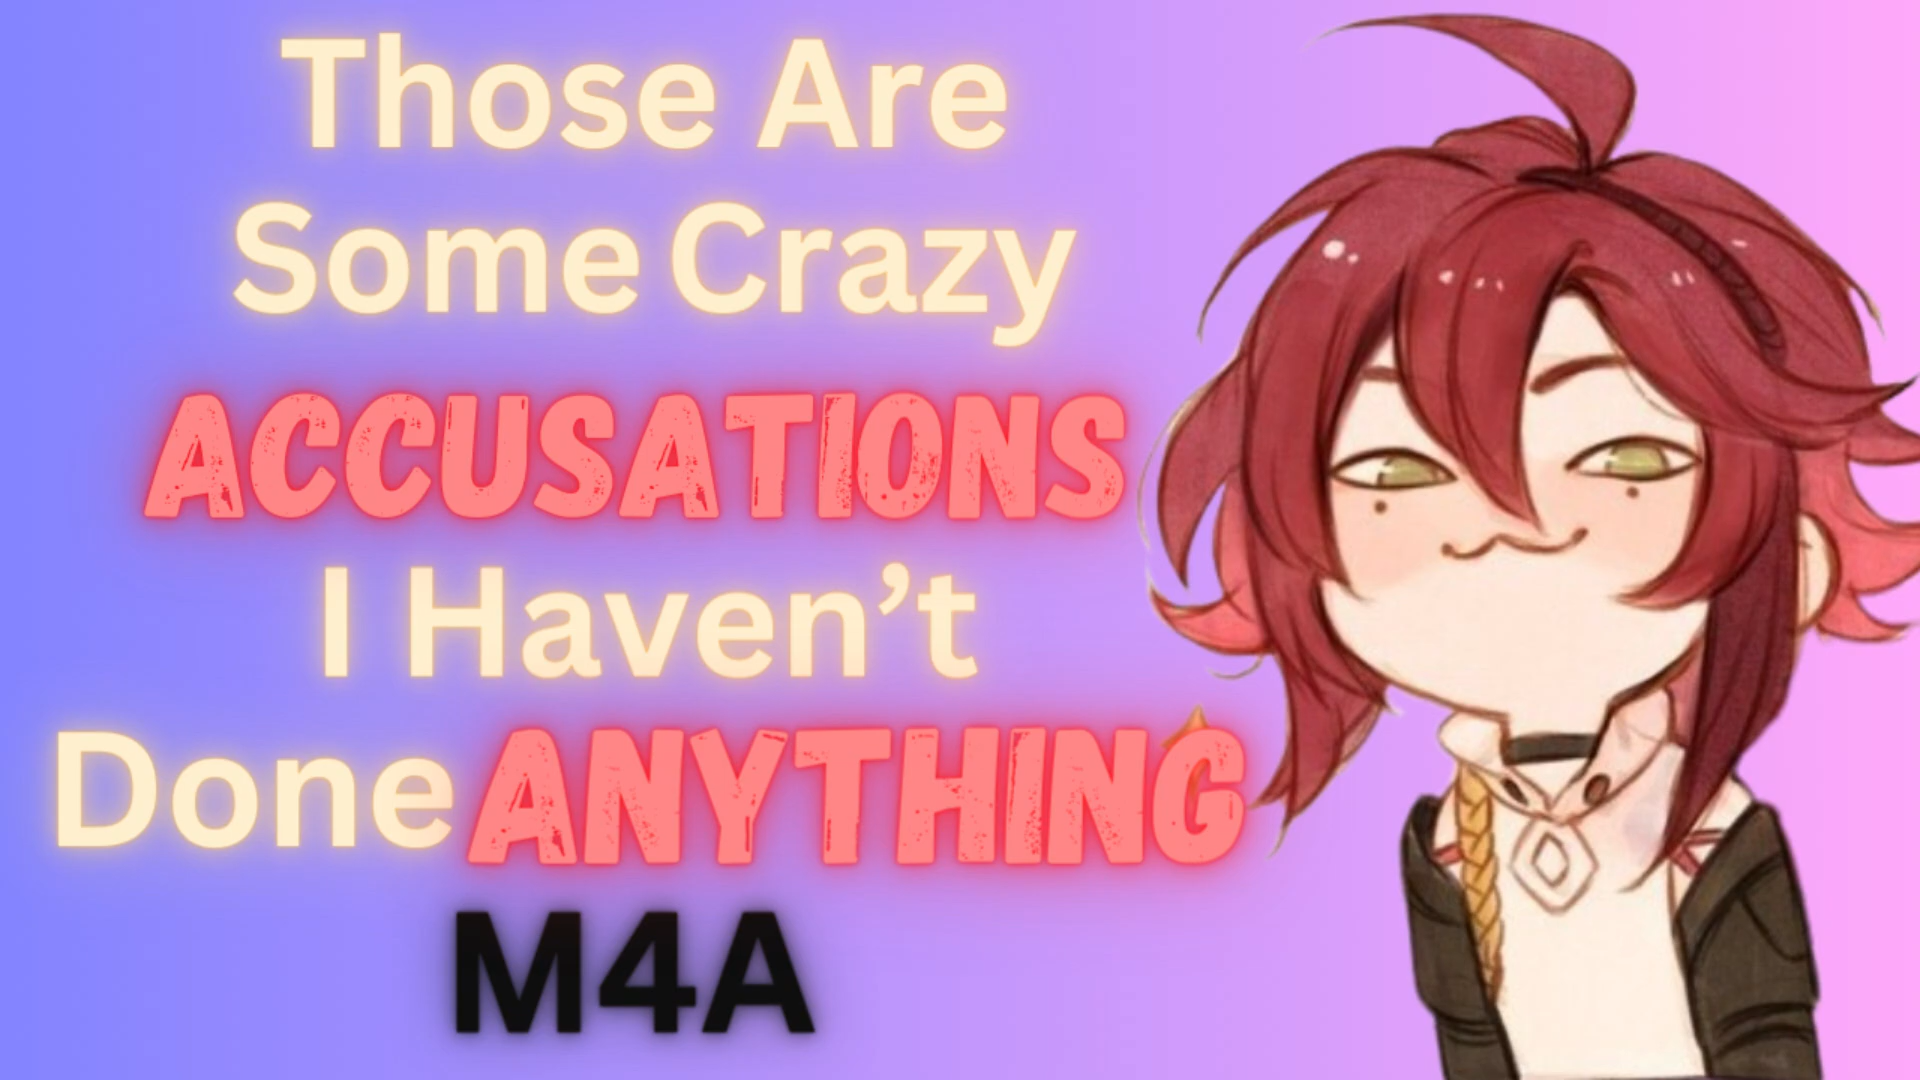 Those Are
Some Crazy
ACCUSATIONS
I Haven’t
Done ANYTHING
M4A